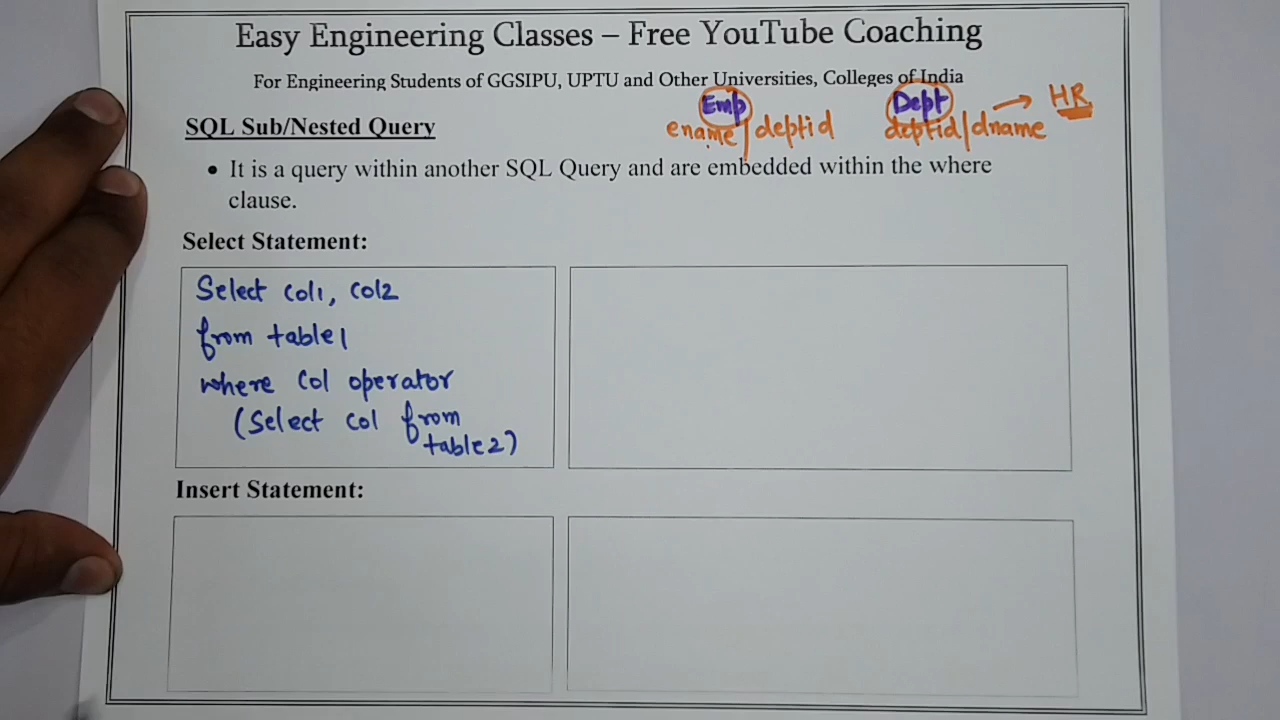 Easy Engineering Classes – Free YouTube Coaching
For Engineering Students of GGSIPU, UPTU and Other Universities, Colleges of India
Emp Dept → HR
ename | deptid deptid | dname
SQL Sub/Nested Query
• It is a query within another SQL Query and are embedded within the where
clause.
Select Statement:
Select col1, col2
from table1
where col operator
(Select col from
table2)
Insert Statement: